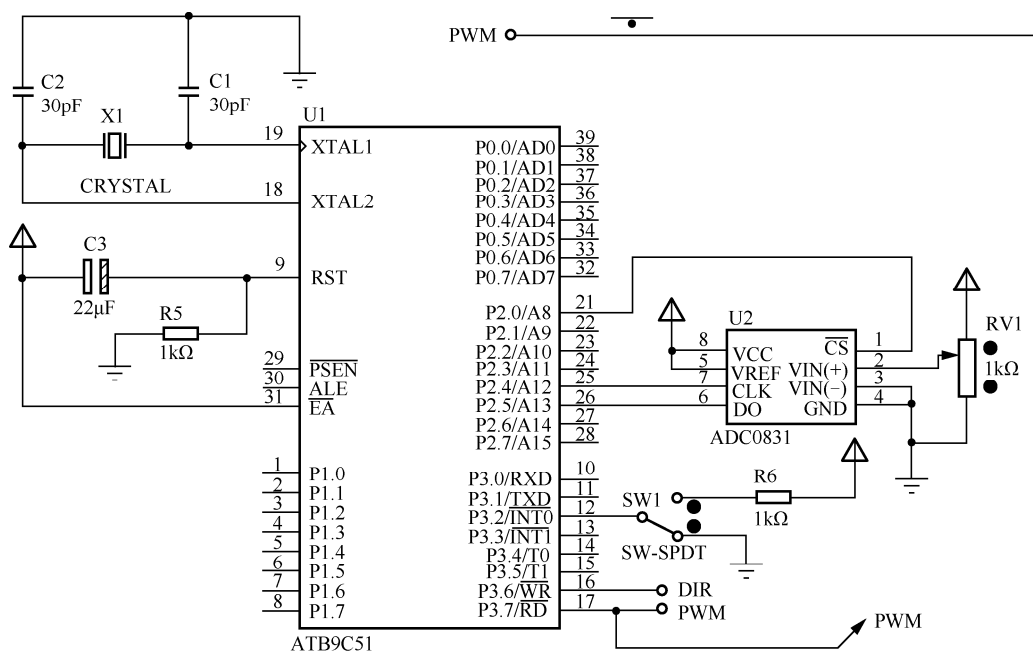 PWM
C2
30pF
C1
30pF
X1
CRYSTAL
U1
19
XTAL1
18
XTAL2
C3
22μF
9
RST
R5
1kΩ
29
PSEN
30
ALE
31
EA
1
P1.0
2
P1.1
3
P1.2
4
P1.3
5
P1.4
6
P1.5
7
P1.6
8
P1.7
P0.0/AD0
39
P0.1/AD1
38
P0.2/AD2
37
P0.3/AD3
36
P0.4/AD4
35
P0.5/AD5
34
P0.6/AD6
33
P0.7/AD7
32
P2.0/A8
21
P2.1/A9
22
P2.2/A10
23
P2.3/A11
24
P2.4/A12
25
P2.5/A13
26
P2.6/A14
27
P2.7/A15
28
P3.0/RXD
10
P3.1/TXD
11
P3.2/INT0
12
P3.3/INT1
13
P3.4/T0
14
P3.5/T1
15
P3.6/WR
16
P3.7/RD
17
ATB9C51
U2
8
VCC
5
VREF
7
CLK
6
DO
CS
1
VIN(+)
2
VIN(−)
3
GND
4
ADC0831
RV1
1kΩ
SW1
SW-SPDT
R6
1kΩ
DIR
PWM
PWM